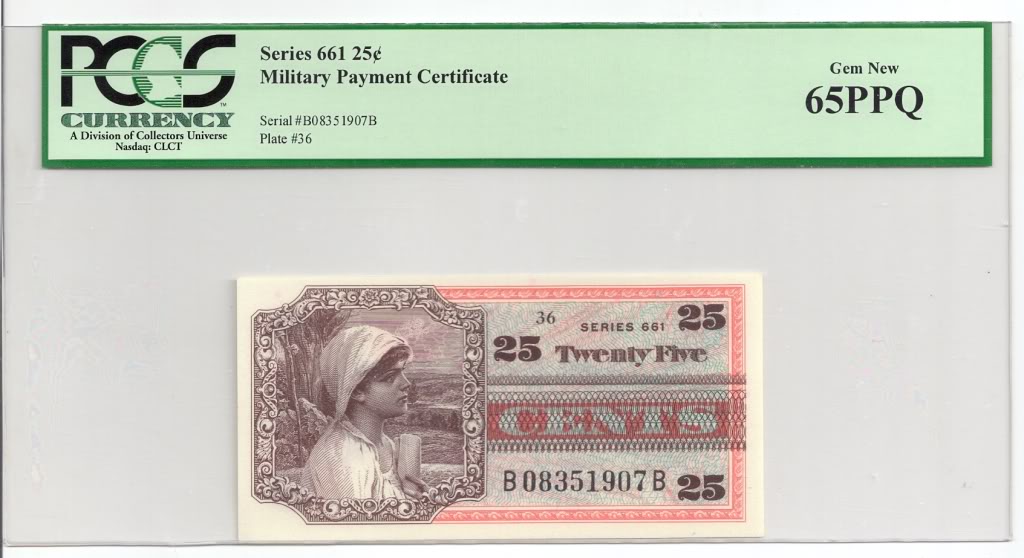 PCGS
™
CURRENCY
A Division of Collectors Universe
Nasdaq: CLCT
Series 661 25¢
Military Payment Certificate
Serial #B08351907B
Plate #36
Gem New
65PPQ
36
SERIES 661
25
25
Twenty Five
CENTS
B08351907B
25